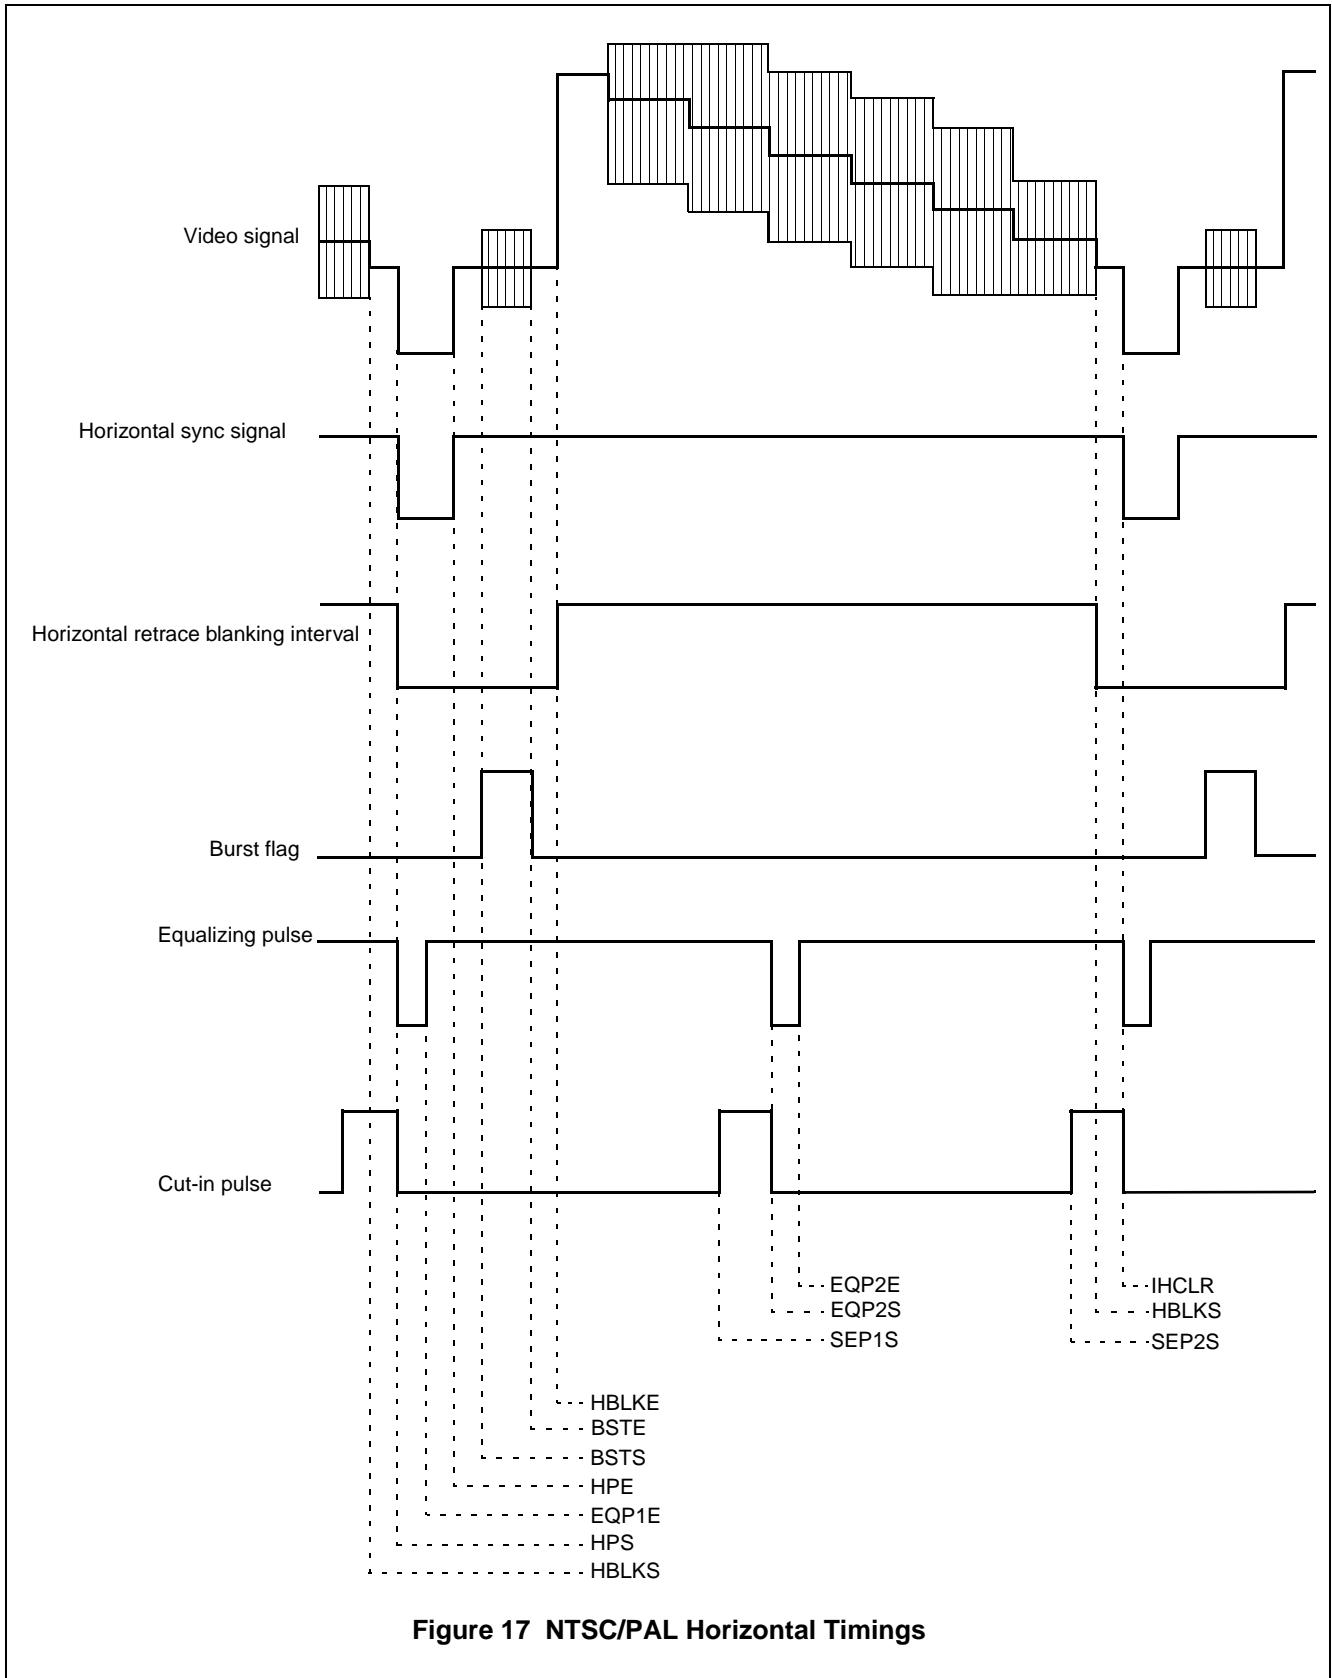 Video signal
Horizontal sync signal
Horizontal retrace blanking interval
Burst flag
Equalizing pulse
Cut-in pulse
EQP2E
EQP2S
SEP1S
IHCLR
HBLKS
SEP2S
HBLKE
BSTE
BSTS
HPE
EQP1E
HPS
HBLKS
Figure 17 NTSC/PAL Horizontal Timings